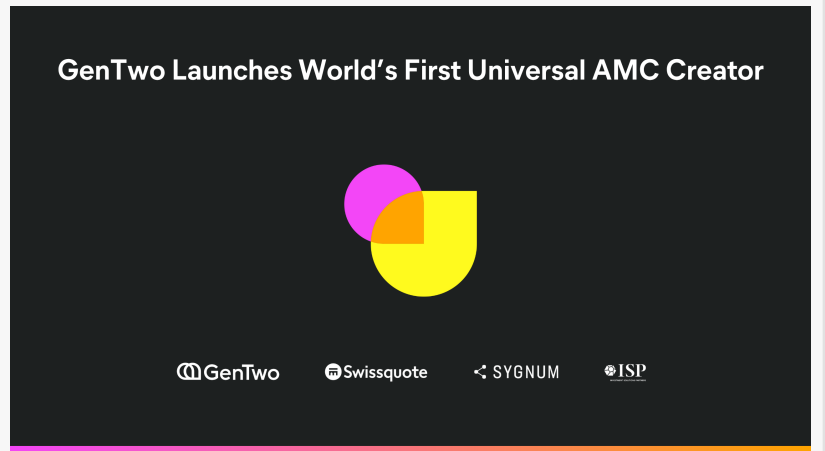 GenTwo Launches World’s First Universal AMC Creator
GenTwo
Swissquote
SYGNUM
ISP